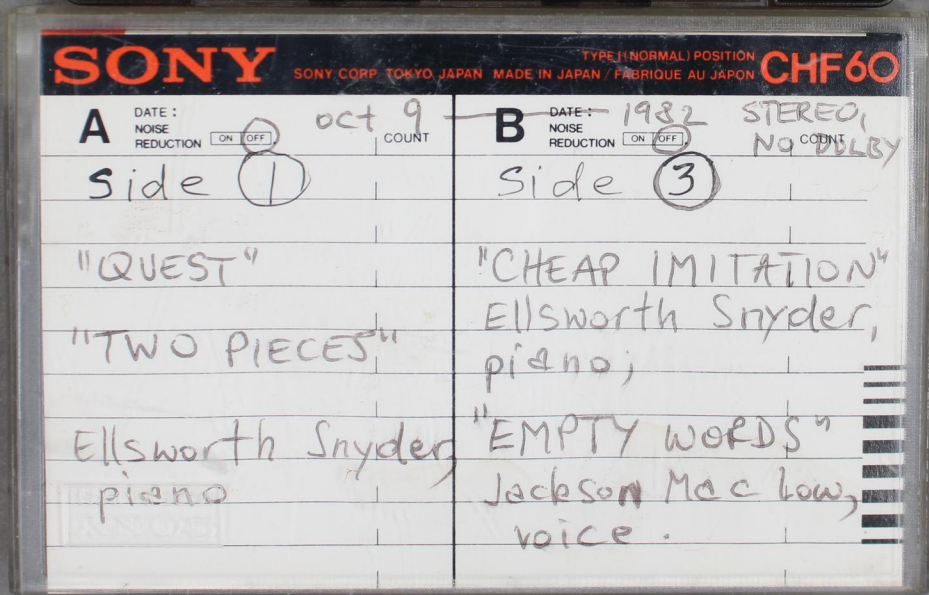 SONY
TYPE I (NORMAL) POSITION
SONY CORP. TOKYO JAPAN MADE IN JAPAN / FABRIQUE AU JAPON
CHF60
A DATE: oct 9
NOISE REDUCTION ON OFF COUNT
Side 1
"QUEST"
"TWO PIECES"
Ellsworth Snyder,
piano
B DATE: 1982 STEREO,
NOISE REDUCTION ON OFF COUNT NO DOLBY
Side 3
"CHEAP IMITATION"
Ellsworth Snyder,
piano;
"EMPTY WORDS"
Jackson Mac Low,
voice.